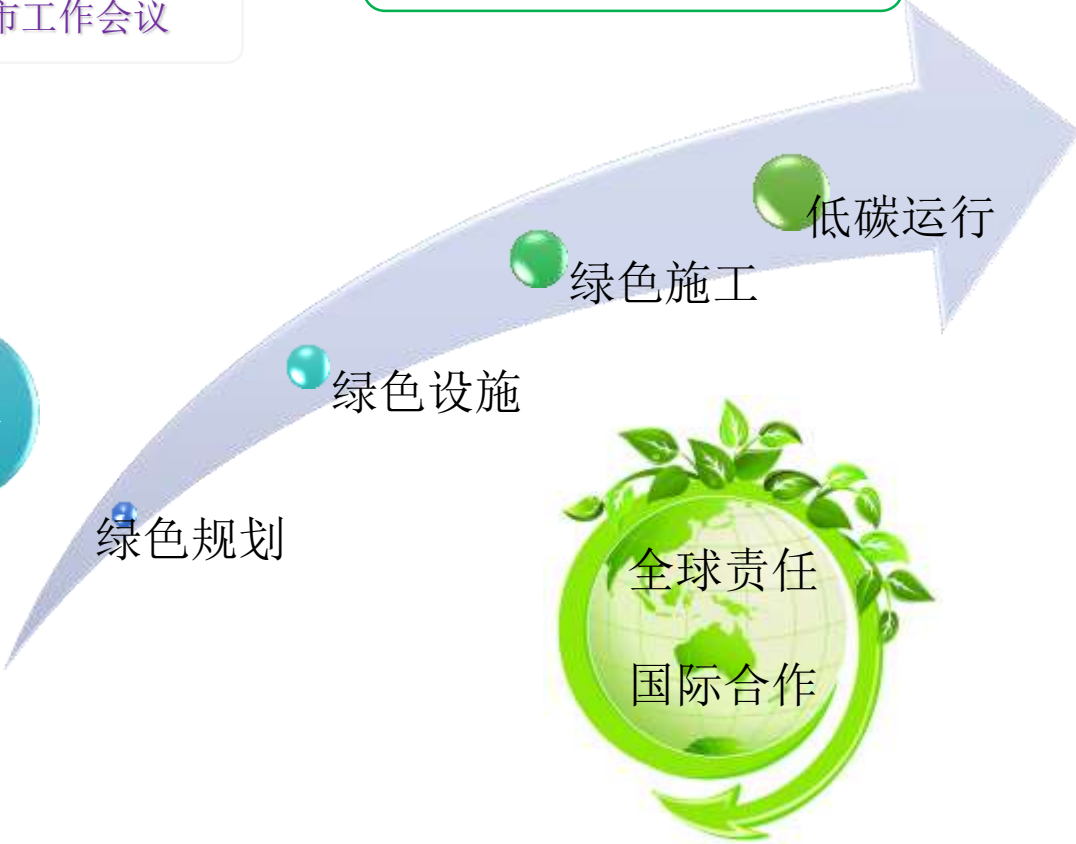 市工作会议
低碳运行
绿色施工
绿色设施
绿色规划
全球责任
国际合作